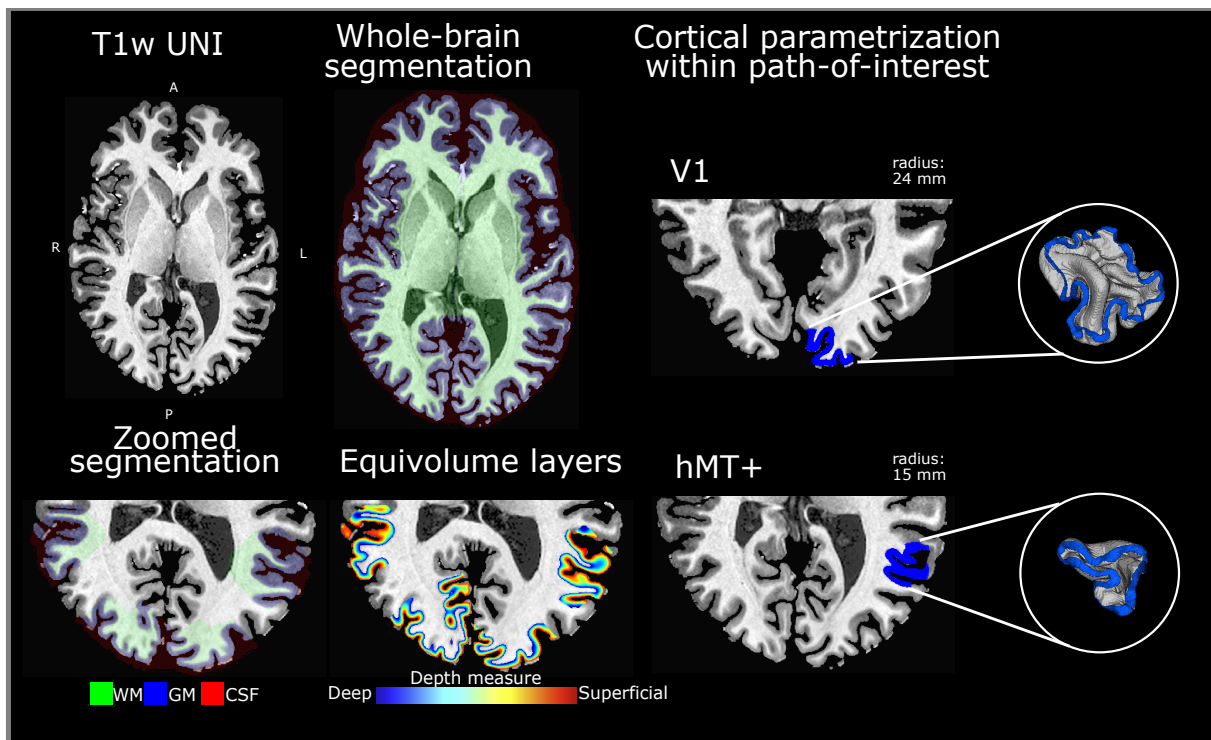 T1w UNI
Whole-brain
segmentation
Cortical parametrization
within path-of-interest
A
R
L
P
V1
radius:
24 mm
Zoomed
segmentation
Equivolume layers
hMT+
radius:
15 mm
WM
GM
CSF
Depth measure
Deep
Superficial